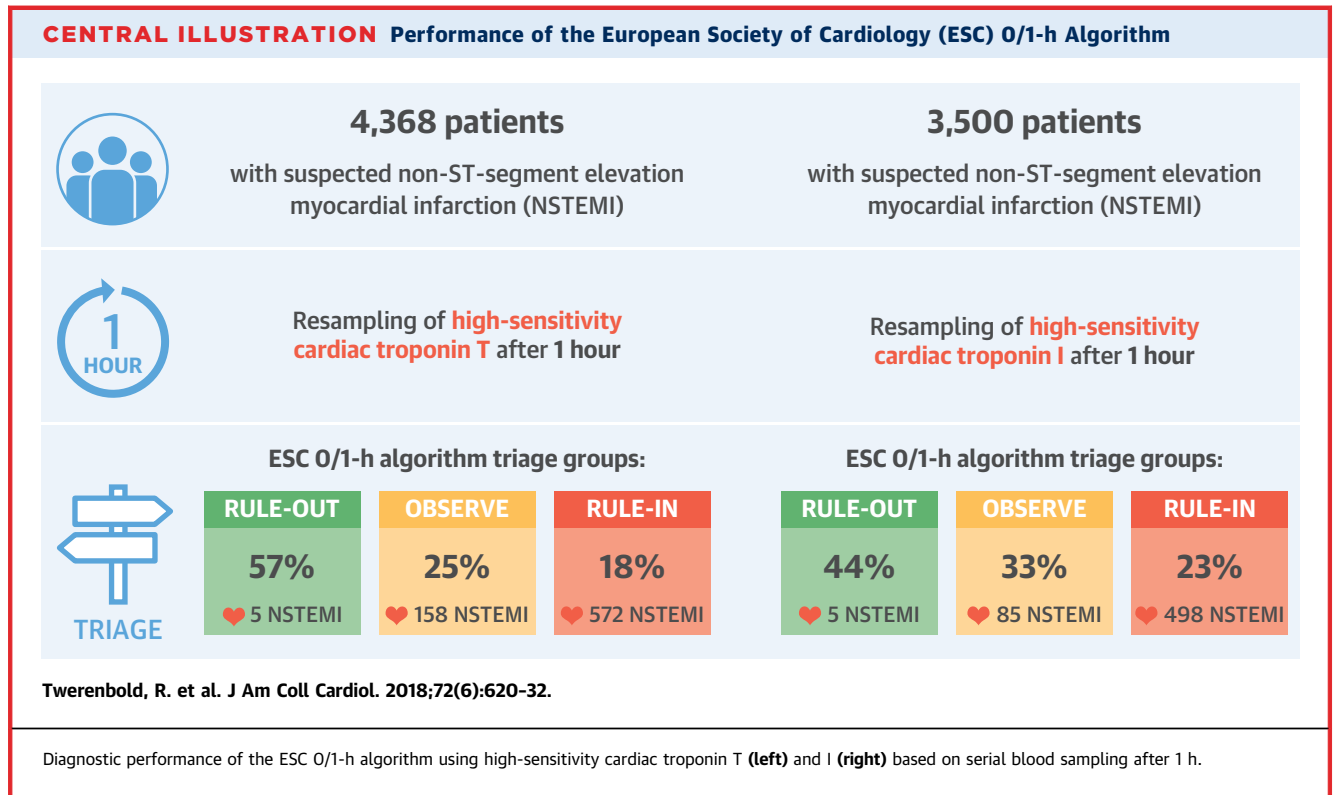 CENTRAL ILLUSTRATION Performance of the European Society of Cardiology (ESC) 0/1-h Algorithm
4,368 patients
with suspected non-ST-segment elevation
myocardial infarction (NSTEMI)
3,500 patients
with suspected non-ST-segment elevation
myocardial infarction (NSTEMI)
1
HOUR
Resampling of high-sensitivity
cardiac troponin T after 1 hour
Resampling of high-sensitivity
cardiac troponin I after 1 hour
TRIAGE
ESC 0/1-h algorithm triage groups:
RULE-OUT
57%
5 NSTEMI
OBSERVE
25%
158 NSTEMI
RULE-IN
18%
572 NSTEMI
ESC 0/1-h algorithm triage groups:
RULE-OUT
44%
5 NSTEMI
OBSERVE
33%
85 NSTEMI
RULE-IN
23%
498 NSTEMI
Twerenbold, R. et al. J Am Coll Cardiol. 2018;72(6):620–32.
Diagnostic performance of the ESC 0/1-h algorithm using high-sensitivity cardiac troponin T (left) and I (right) based on serial blood sampling after 1 h.